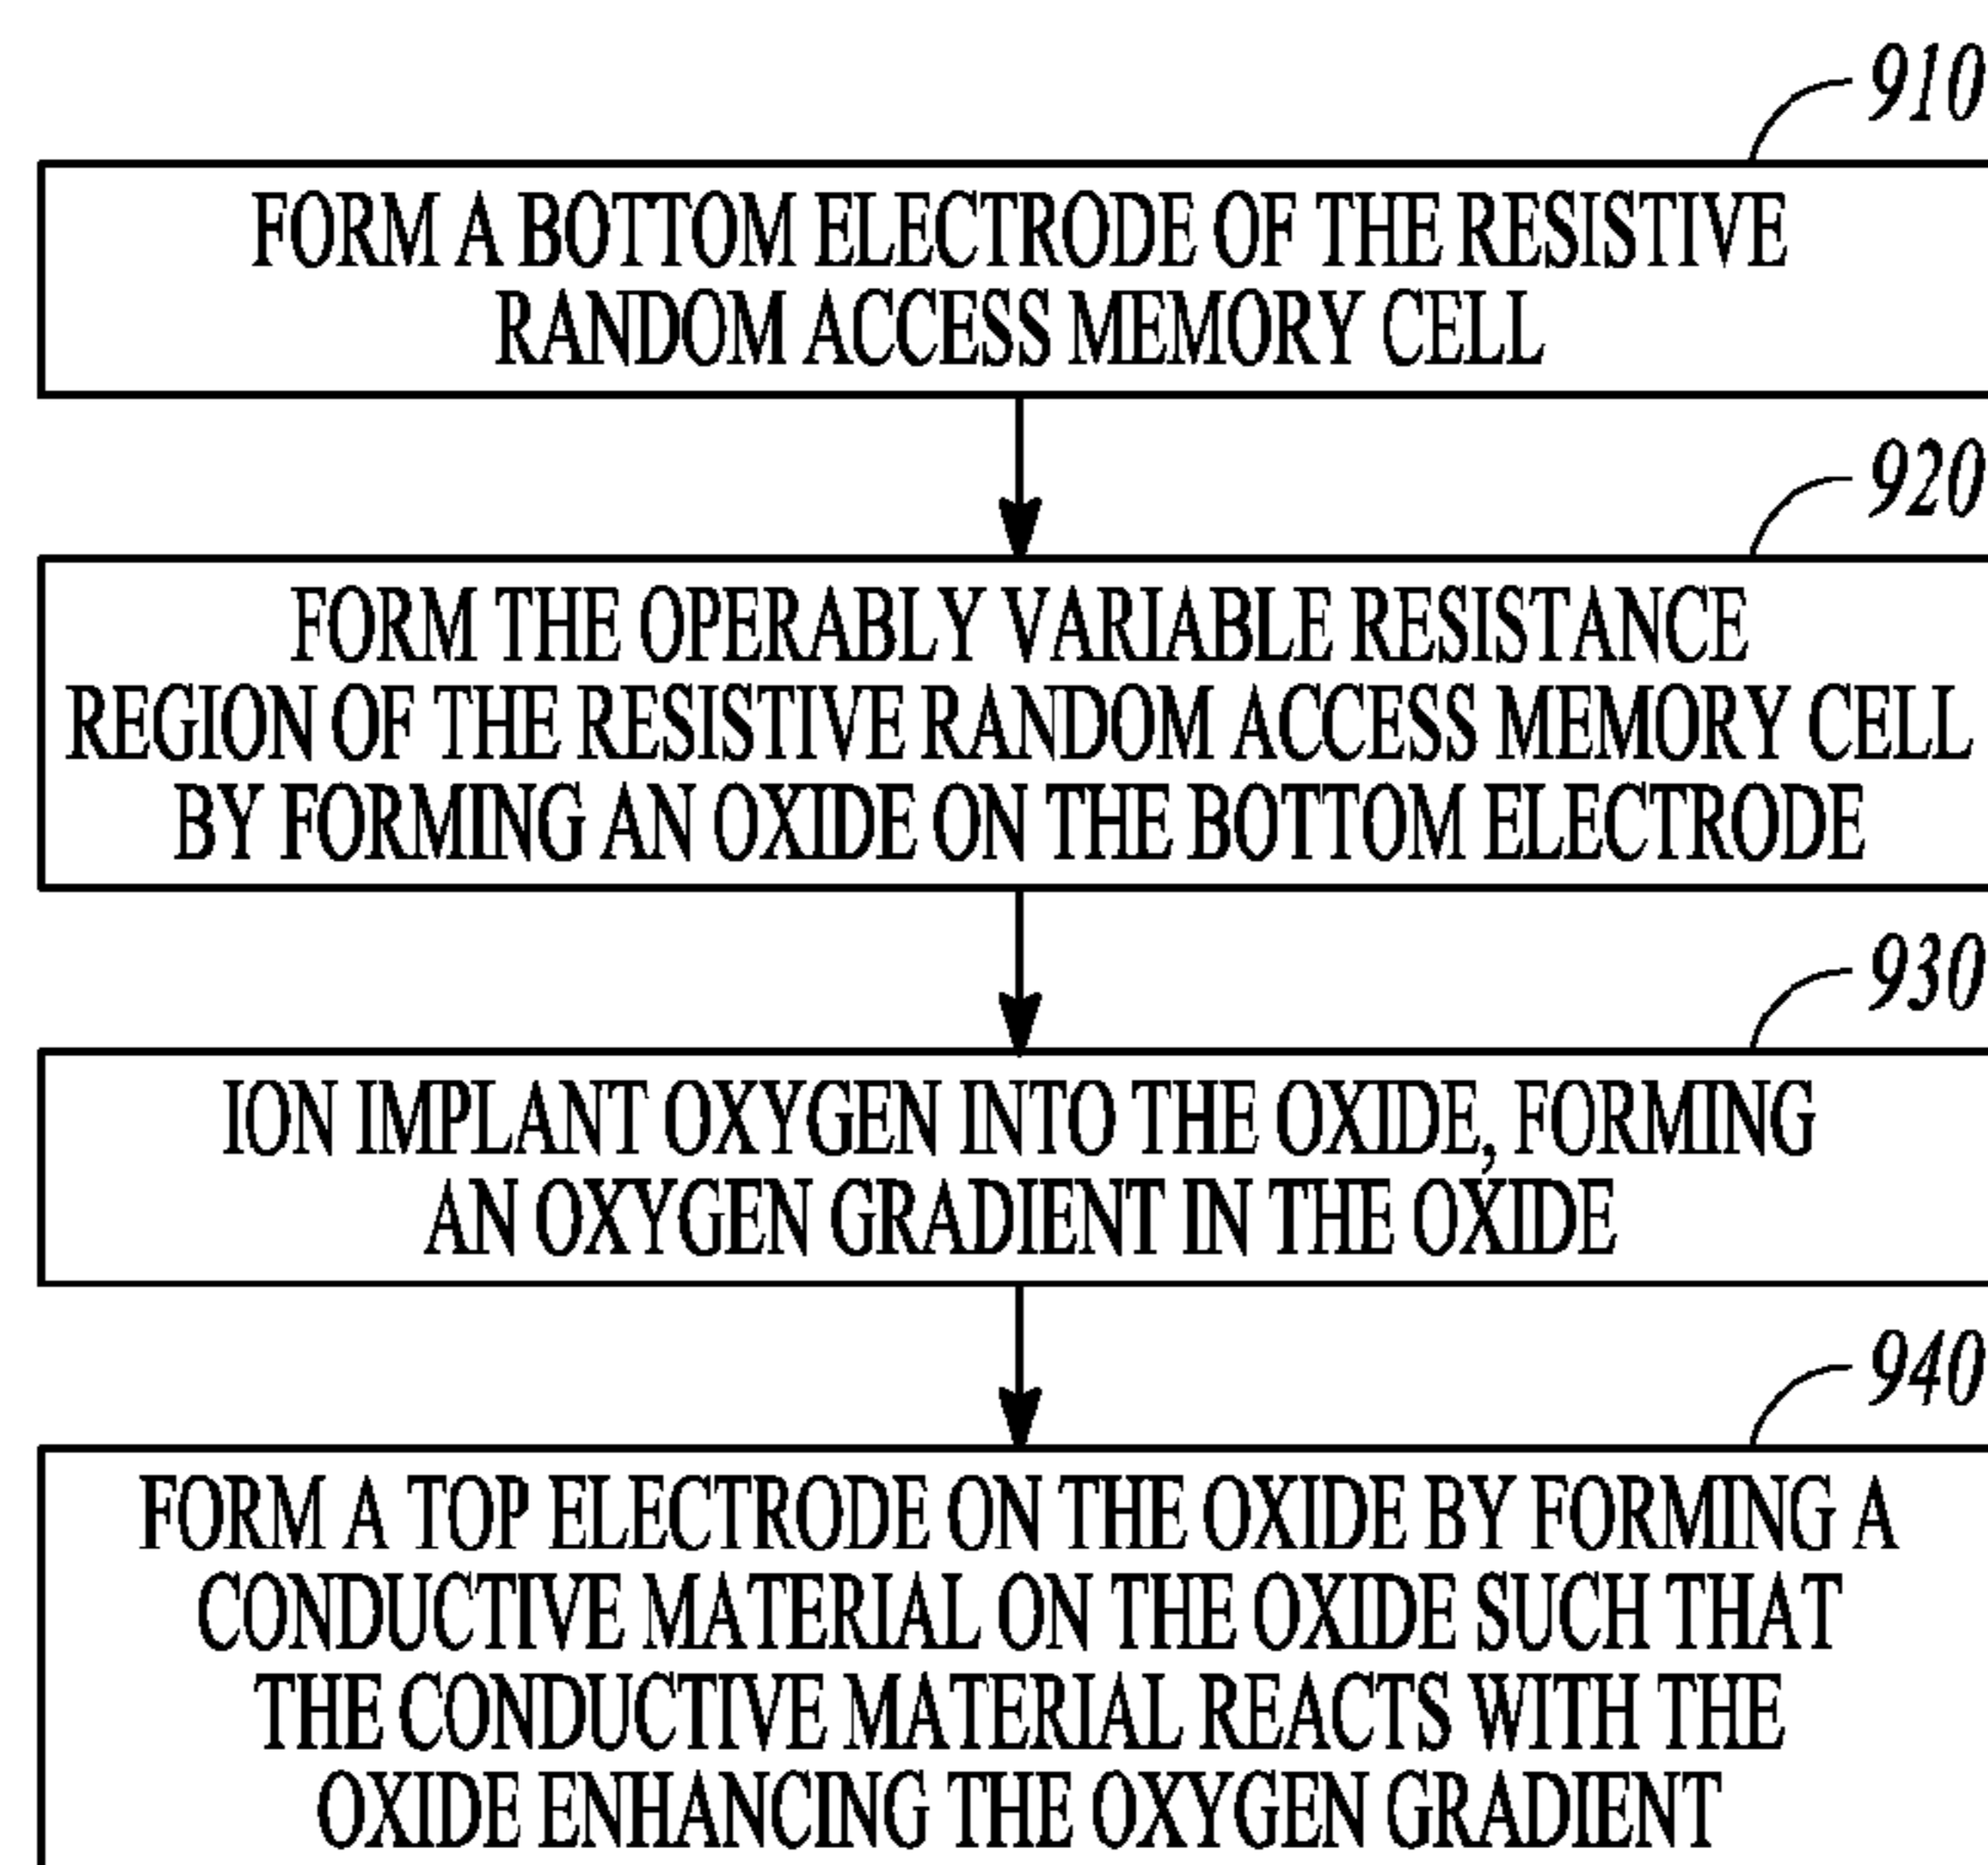 910
FORM A BOTTOM ELECTRODE OF THE RESISTIVE
RANDOM ACCESS MEMORY CELL
920
FORM THE OPERABLY VARIABLE RESISTANCE
REGION OF THE RESISTIVE RANDOM ACCESS MEMORY CELL
BY FORMING AN OXIDE ON THE BOTTOM ELECTRODE
930
ION IMPLANT OXYGEN INTO THE OXIDE, FORMING
AN OXYGEN GRADIENT IN THE OXIDE
940
FORM A TOP ELECTRODE ON THE OXIDE BY FORMING A
CONDUCTIVE MATERIAL ON THE OXIDE SUCH THAT
THE CONDUCTIVE MATERIAL REACTS WITH THE
OXIDE ENHANCING THE OXYGEN GRADIENT